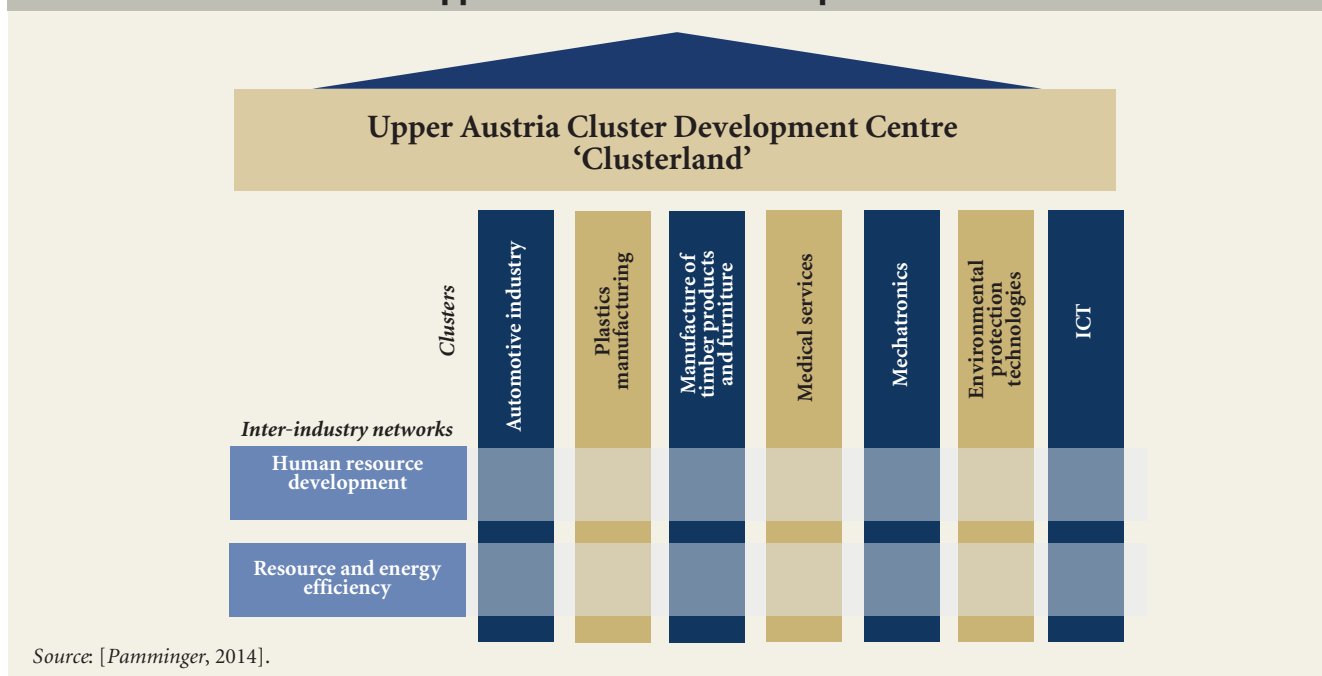 Upper Austria Cluster Development Centre
‘Clusterland’
Clusters
Automotive industry
Plastics
manufacturing
Manufacture of
timber products
and furniture
Medical services
Mechatronics
Environmental
protection
technologies
ICT
Inter-industry networks
Human resource
development
Resource and energy
efficiency
Source: [Pamminger, 2014].